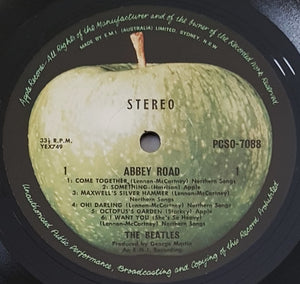 Apple Records · All Rights of the Manufacturer and of the Owner of the Recorded Work Reserved.
MADE BY E.M.I. (AUSTRALIA) LIMITED. SYDNEY, N.S.W.
STEREO
33⅓ R.P.M.
YEX749
PCSO-7088
1 ABBEY ROAD 1
1: COME TOGETHER (Lennon-McCartney) Northern Songs
2: SOMETHING (Harrison) Apple
3: MAXWELL'S SILVER HAMMER (Lennon-McCartney) Northern Songs
4: OH! DARLING (Lennon-McCartney) Northern Songs
5: OCTOPUS'S GARDEN (Starkey) Apple
6: I WANT YOU (She's So Heavy)
(Lennon-McCartney) Northern Songs
THE BEATLES
Produced by George Martin
An E.M.I. Recording
Unauthorized Public Performance, Broadcasting and Copying of this Record Prohibited